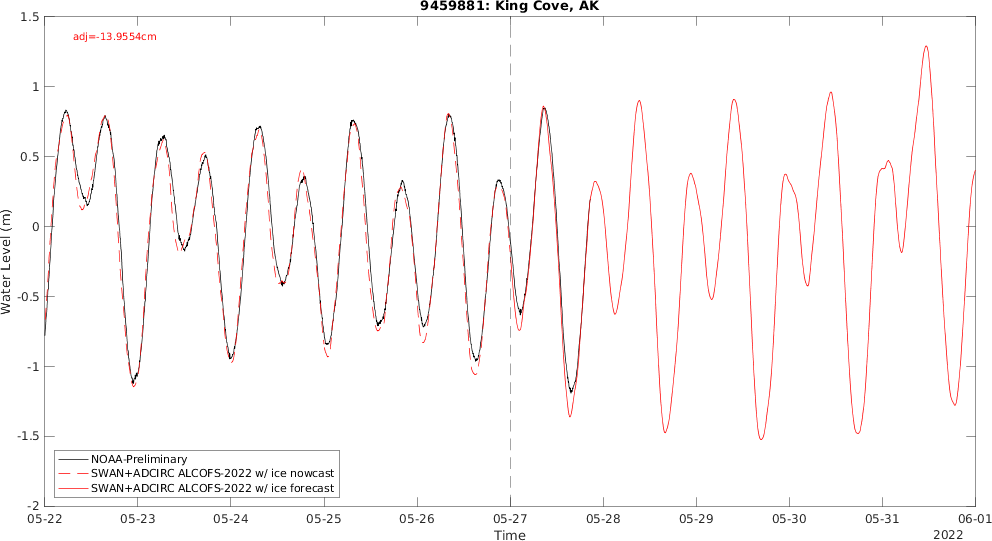 9459881: King Cove, AK
1.5
adj=-13.9554cm
1
0.5
0
-0.5
-1
-1.5
-2
Water Level (m)
NOAA-Preliminary
SWAN+ADCIRC ALCOFS-2022 w/ ice nowcast
SWAN+ADCIRC ALCOFS-2022 w/ ice forecast
05-22 05-23 05-24 05-25 05-26 05-27 05-28 05-29 05-30 05-31 06-01
Time
2022